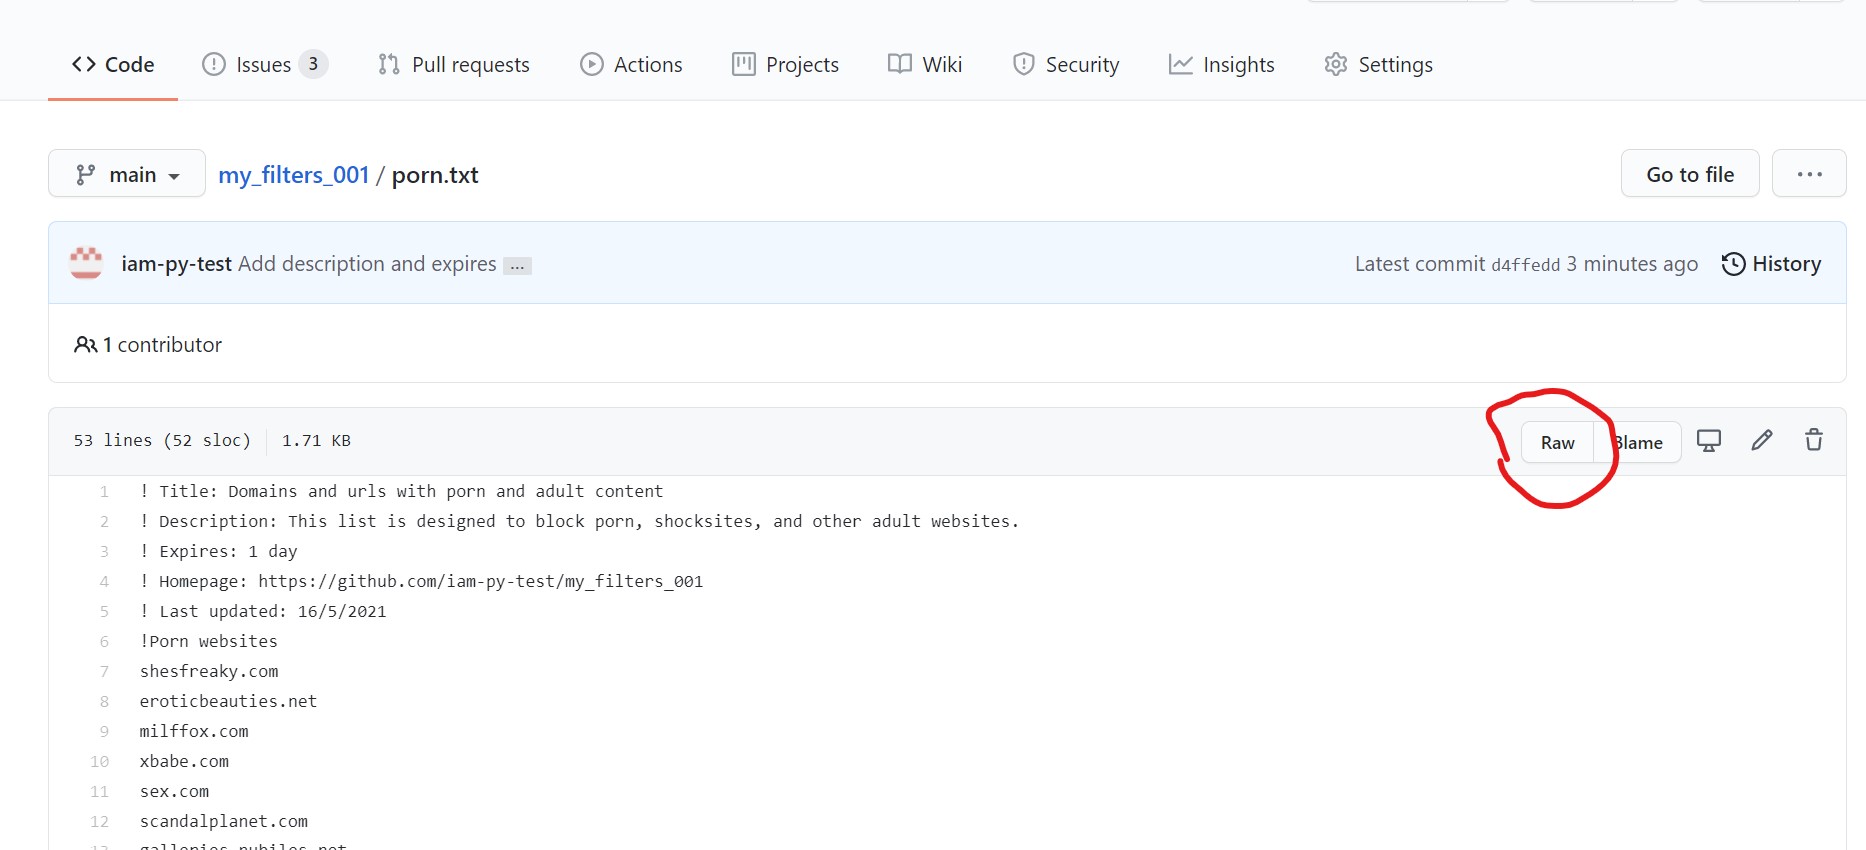 Code Issues 3 Pull requests Actions Projects Wiki Security Insights Settings
main my_filters_001 / porn.txt Go to file ...
iam-py-test Add description and expires ... Latest commit d4ffedd 3 minutes ago History
1 contributor
53 lines (52 sloc) 1.71 KB Raw Blame
1 ! Title: Domains and urls with porn and adult content
2 ! Description: This list is designed to block porn, shocksites, and other adult websites.
3 ! Expires: 1 day
4 ! Homepage: https://github.com/iam-py-test/my_filters_001
5 ! Last updated: 16/5/2021
6 !Porn websites
7 shesfreaky.com
8 eroticbeauties.net
9 milffox.com
10 xbabe.com
11 sex.com
12 scandalplanet.com